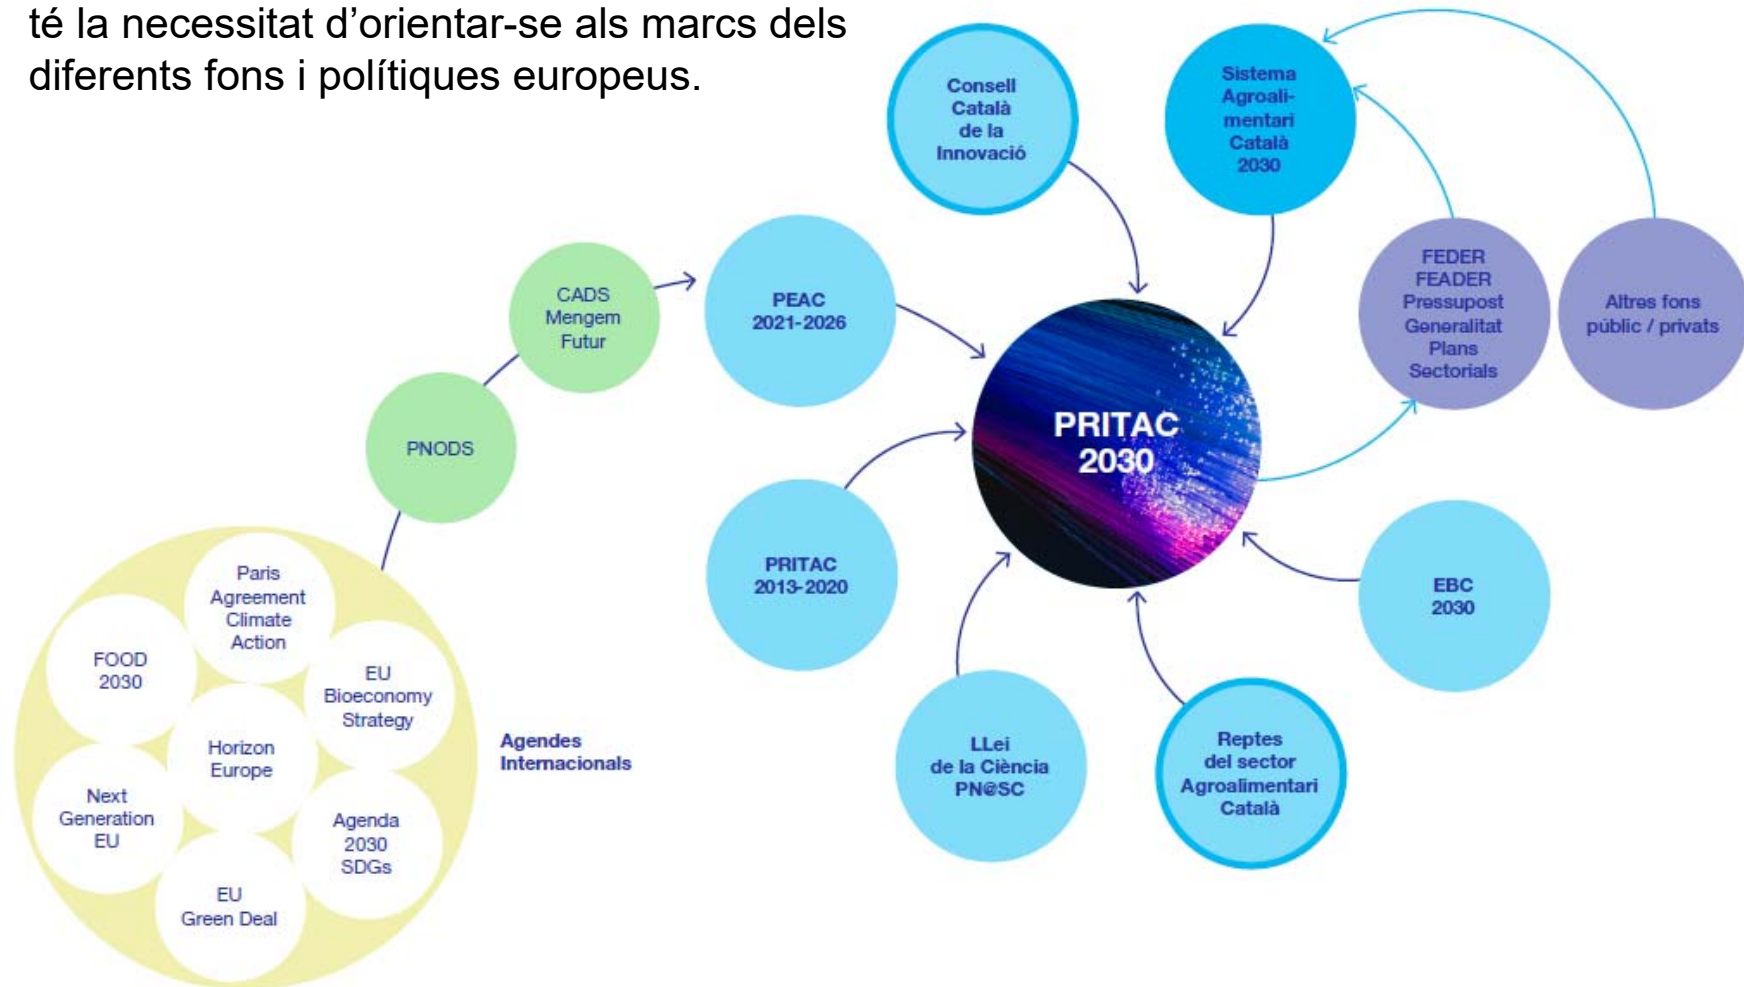 té la necessitat d’orientar-se als marcs dels
diferents fons i polítiques europeus.
Consell
Català
de la
Innovació
Sistema
Agroali-
mentari
Català
2030
FEDER
FEADER
Pressupost
Generalitat
Plans
Sectorials
Altres fons
públic / privats
CADS
Mengem
Futur
PEAC
2021-2026
PNODS
PRITAC
2030
PRITAC
2013-2020
EBC
2030
Paris
Agreement
Climate
Action
FOOD
2030
EU
Bioeconomy
Strategy
Horizon
Europe
Next
Generation
EU
Agenda
2030
SDGs
EU
Green Deal
Agendes
Internacionals
LLei
de la Ciència
PN@SC
Reptes
del sector
Agroalimentari
Català